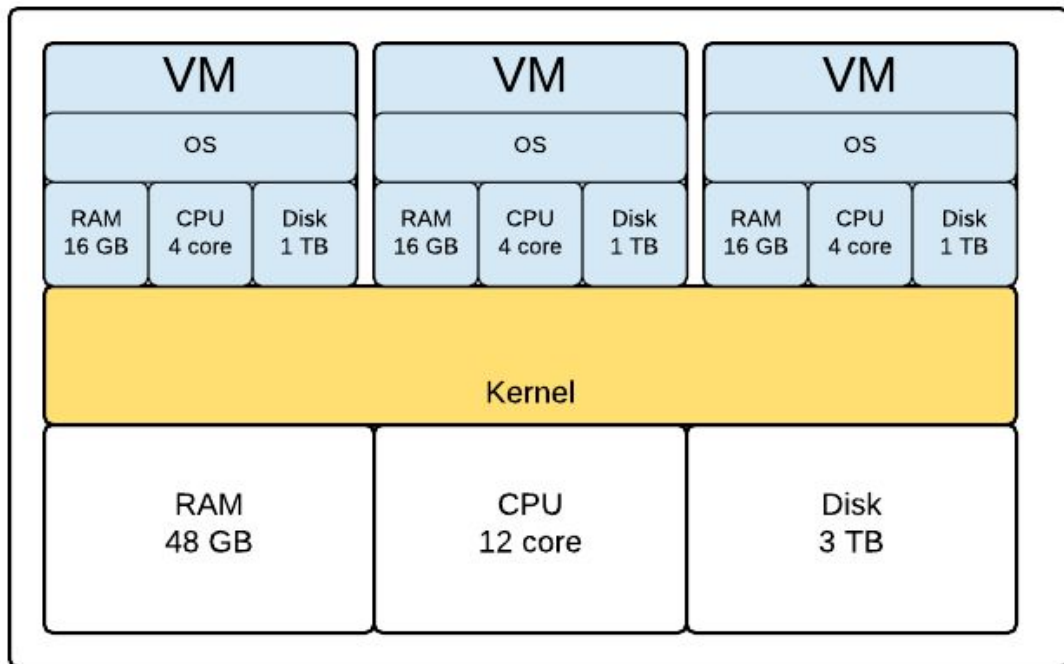 VM
OS
RAM
16 GB
CPU
4 core
Disk
1 TB
VM
OS
RAM
16 GB
CPU
4 core
Disk
1 TB
VM
OS
RAM
16 GB
CPU
4 core
Disk
1 TB
Kernel
RAM
48 GB
CPU
12 core
Disk
3 TB